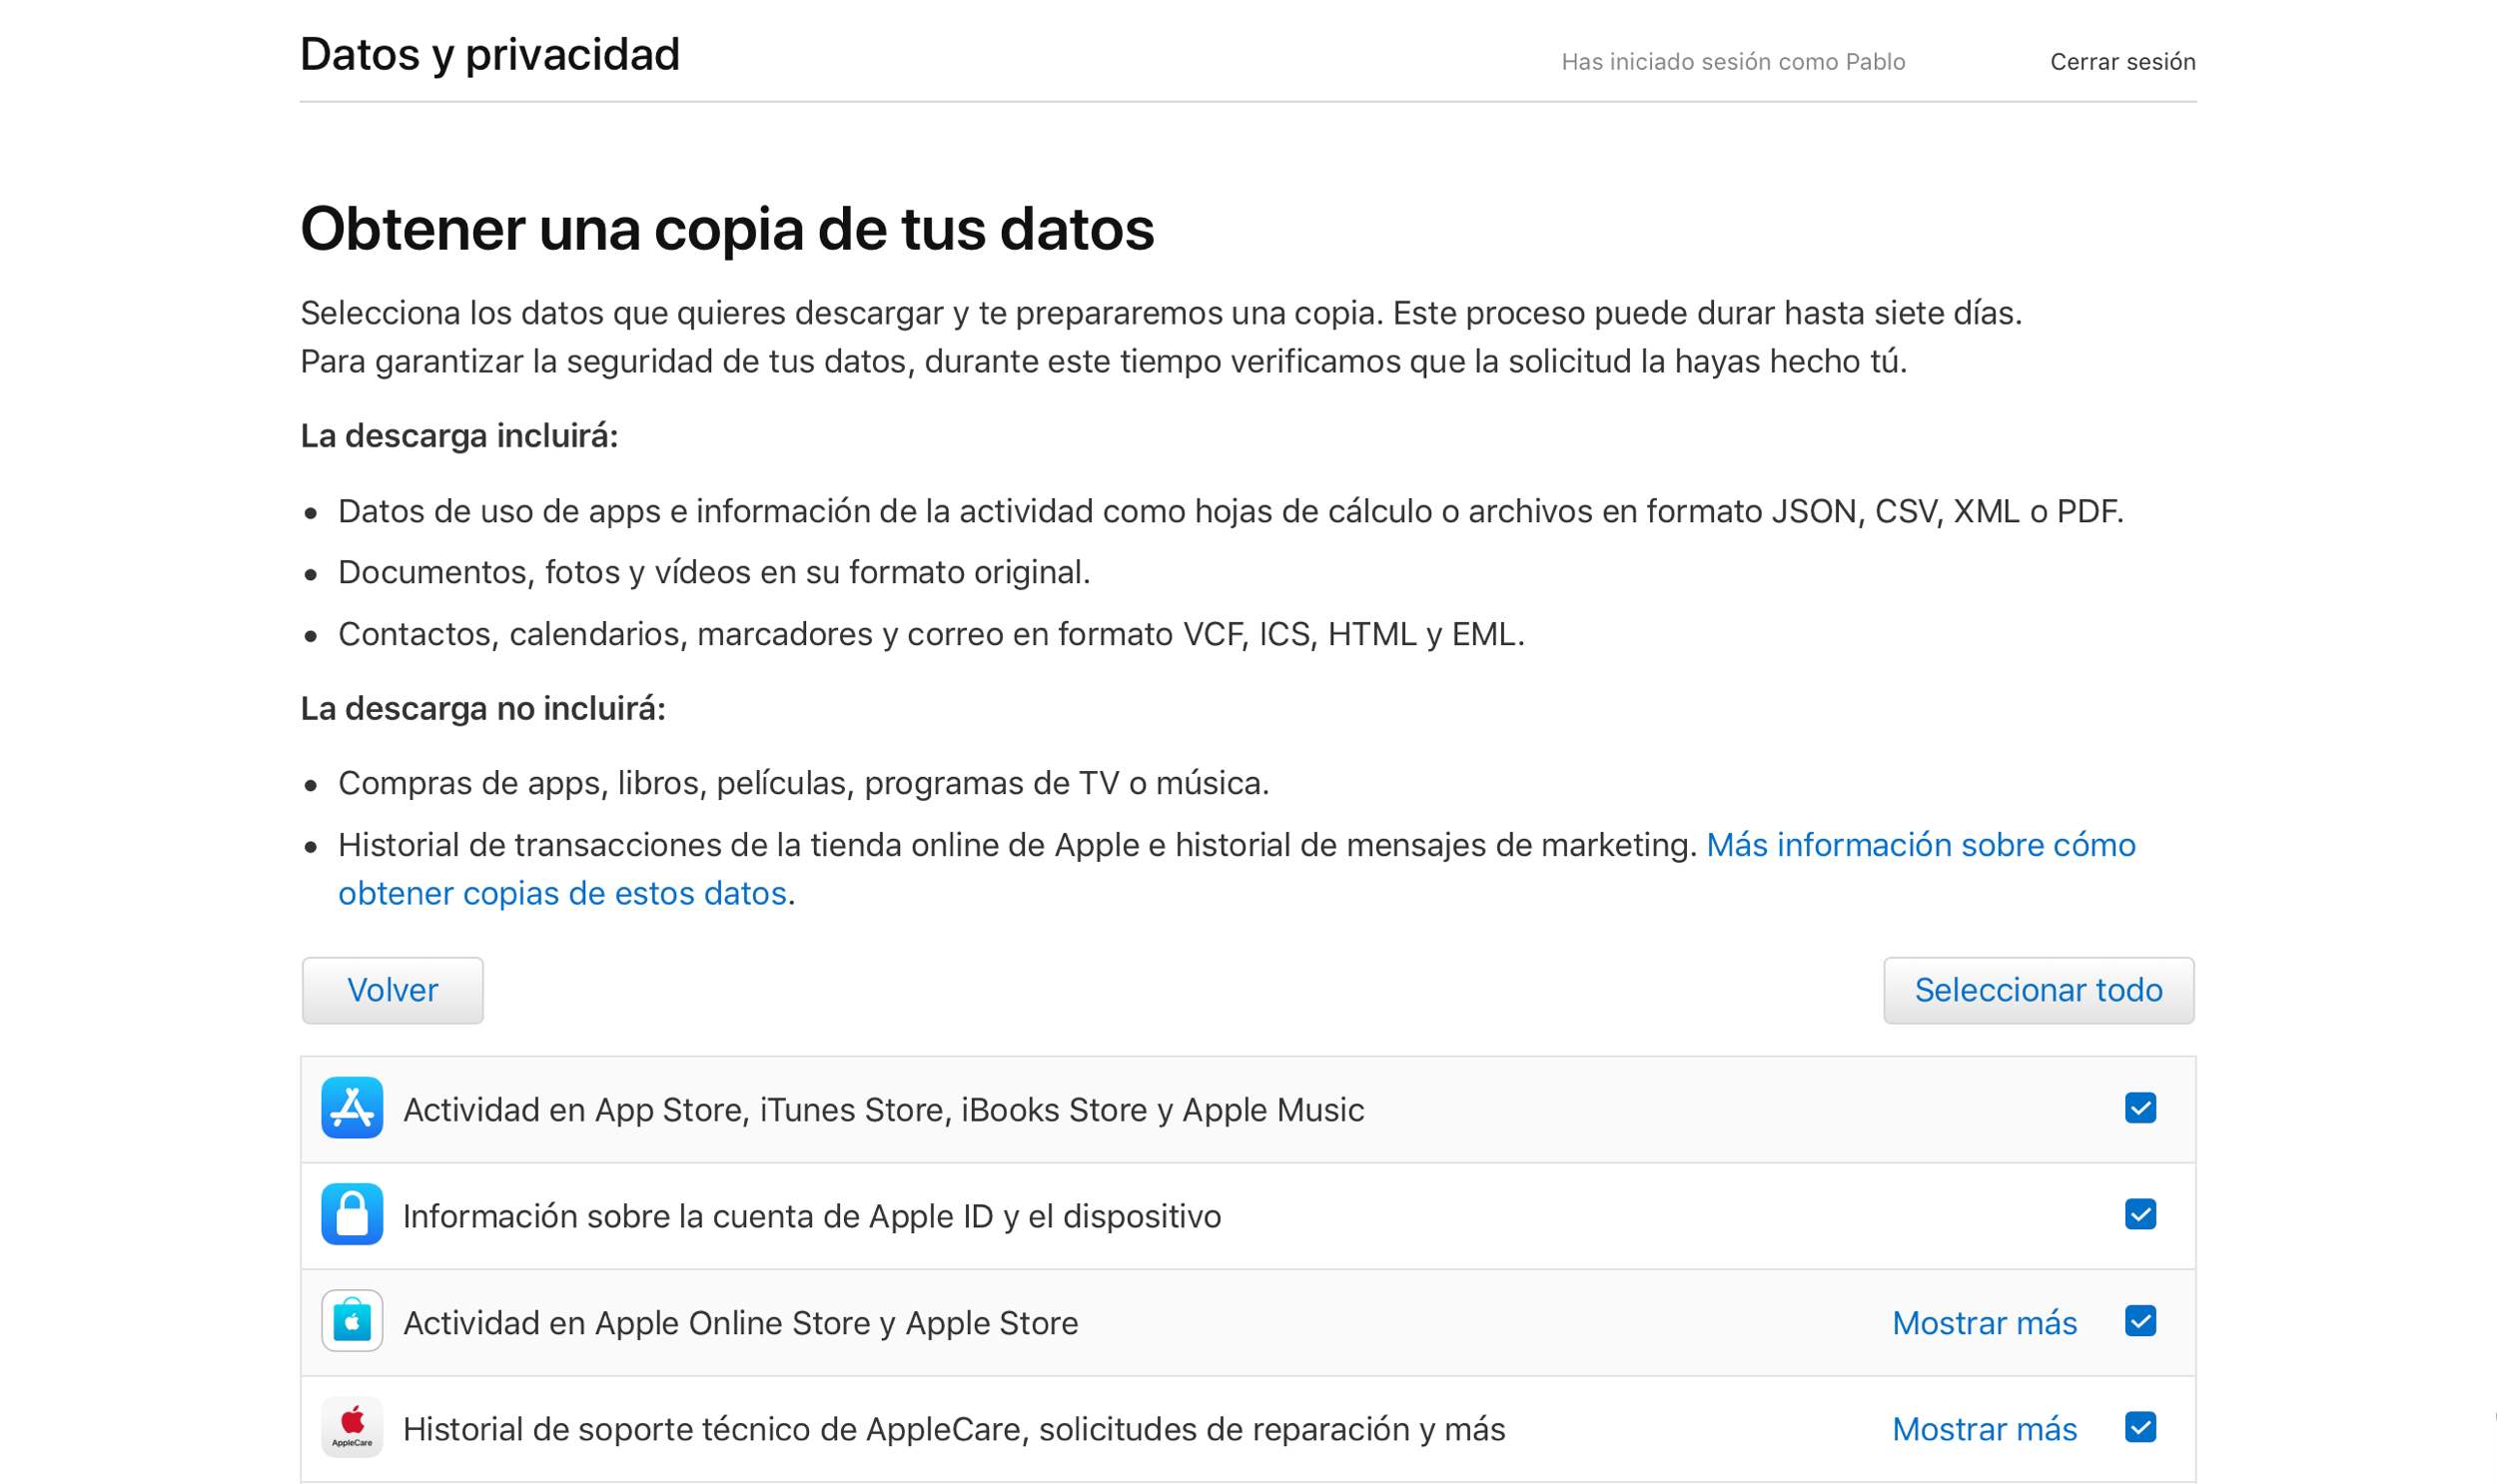 Datos y privacidad
Has iniciado sesión como Pablo
Cerrar sesión
Obtener una copia de tus datos
Selecciona los datos que quieres descargar y te prepararemos una copia. Este proceso puede durar hasta siete días.
Para garantizar la seguridad de tus datos, durante este tiempo verificamos que la solicitud la hayas hecho tú.
La descarga incluirá:
• Datos de uso de apps e información de la actividad como hojas de cálculo o archivos en formato JSON, CSV, XML o PDF.
• Documentos, fotos y vídeos en su formato original.
• Contactos, calendarios, marcadores y correo en formato VCF, ICS, HTML y EML.
La descarga no incluirá:
• Compras de apps, libros, películas, programas de TV o música.
• Historial de transacciones de la tienda online de Apple e historial de mensajes de marketing. Más información sobre cómo
obtener copias de estos datos.
Volver
Seleccionar todo
Actividad en App Store, iTunes Store, iBooks Store y Apple Music
Información sobre la cuenta de Apple ID y el dispositivo
Actividad en Apple Online Store y Apple Store
Mostrar más
AppleCare
Historial de soporte técnico de AppleCare, solicitudes de reparación y más
Mostrar más